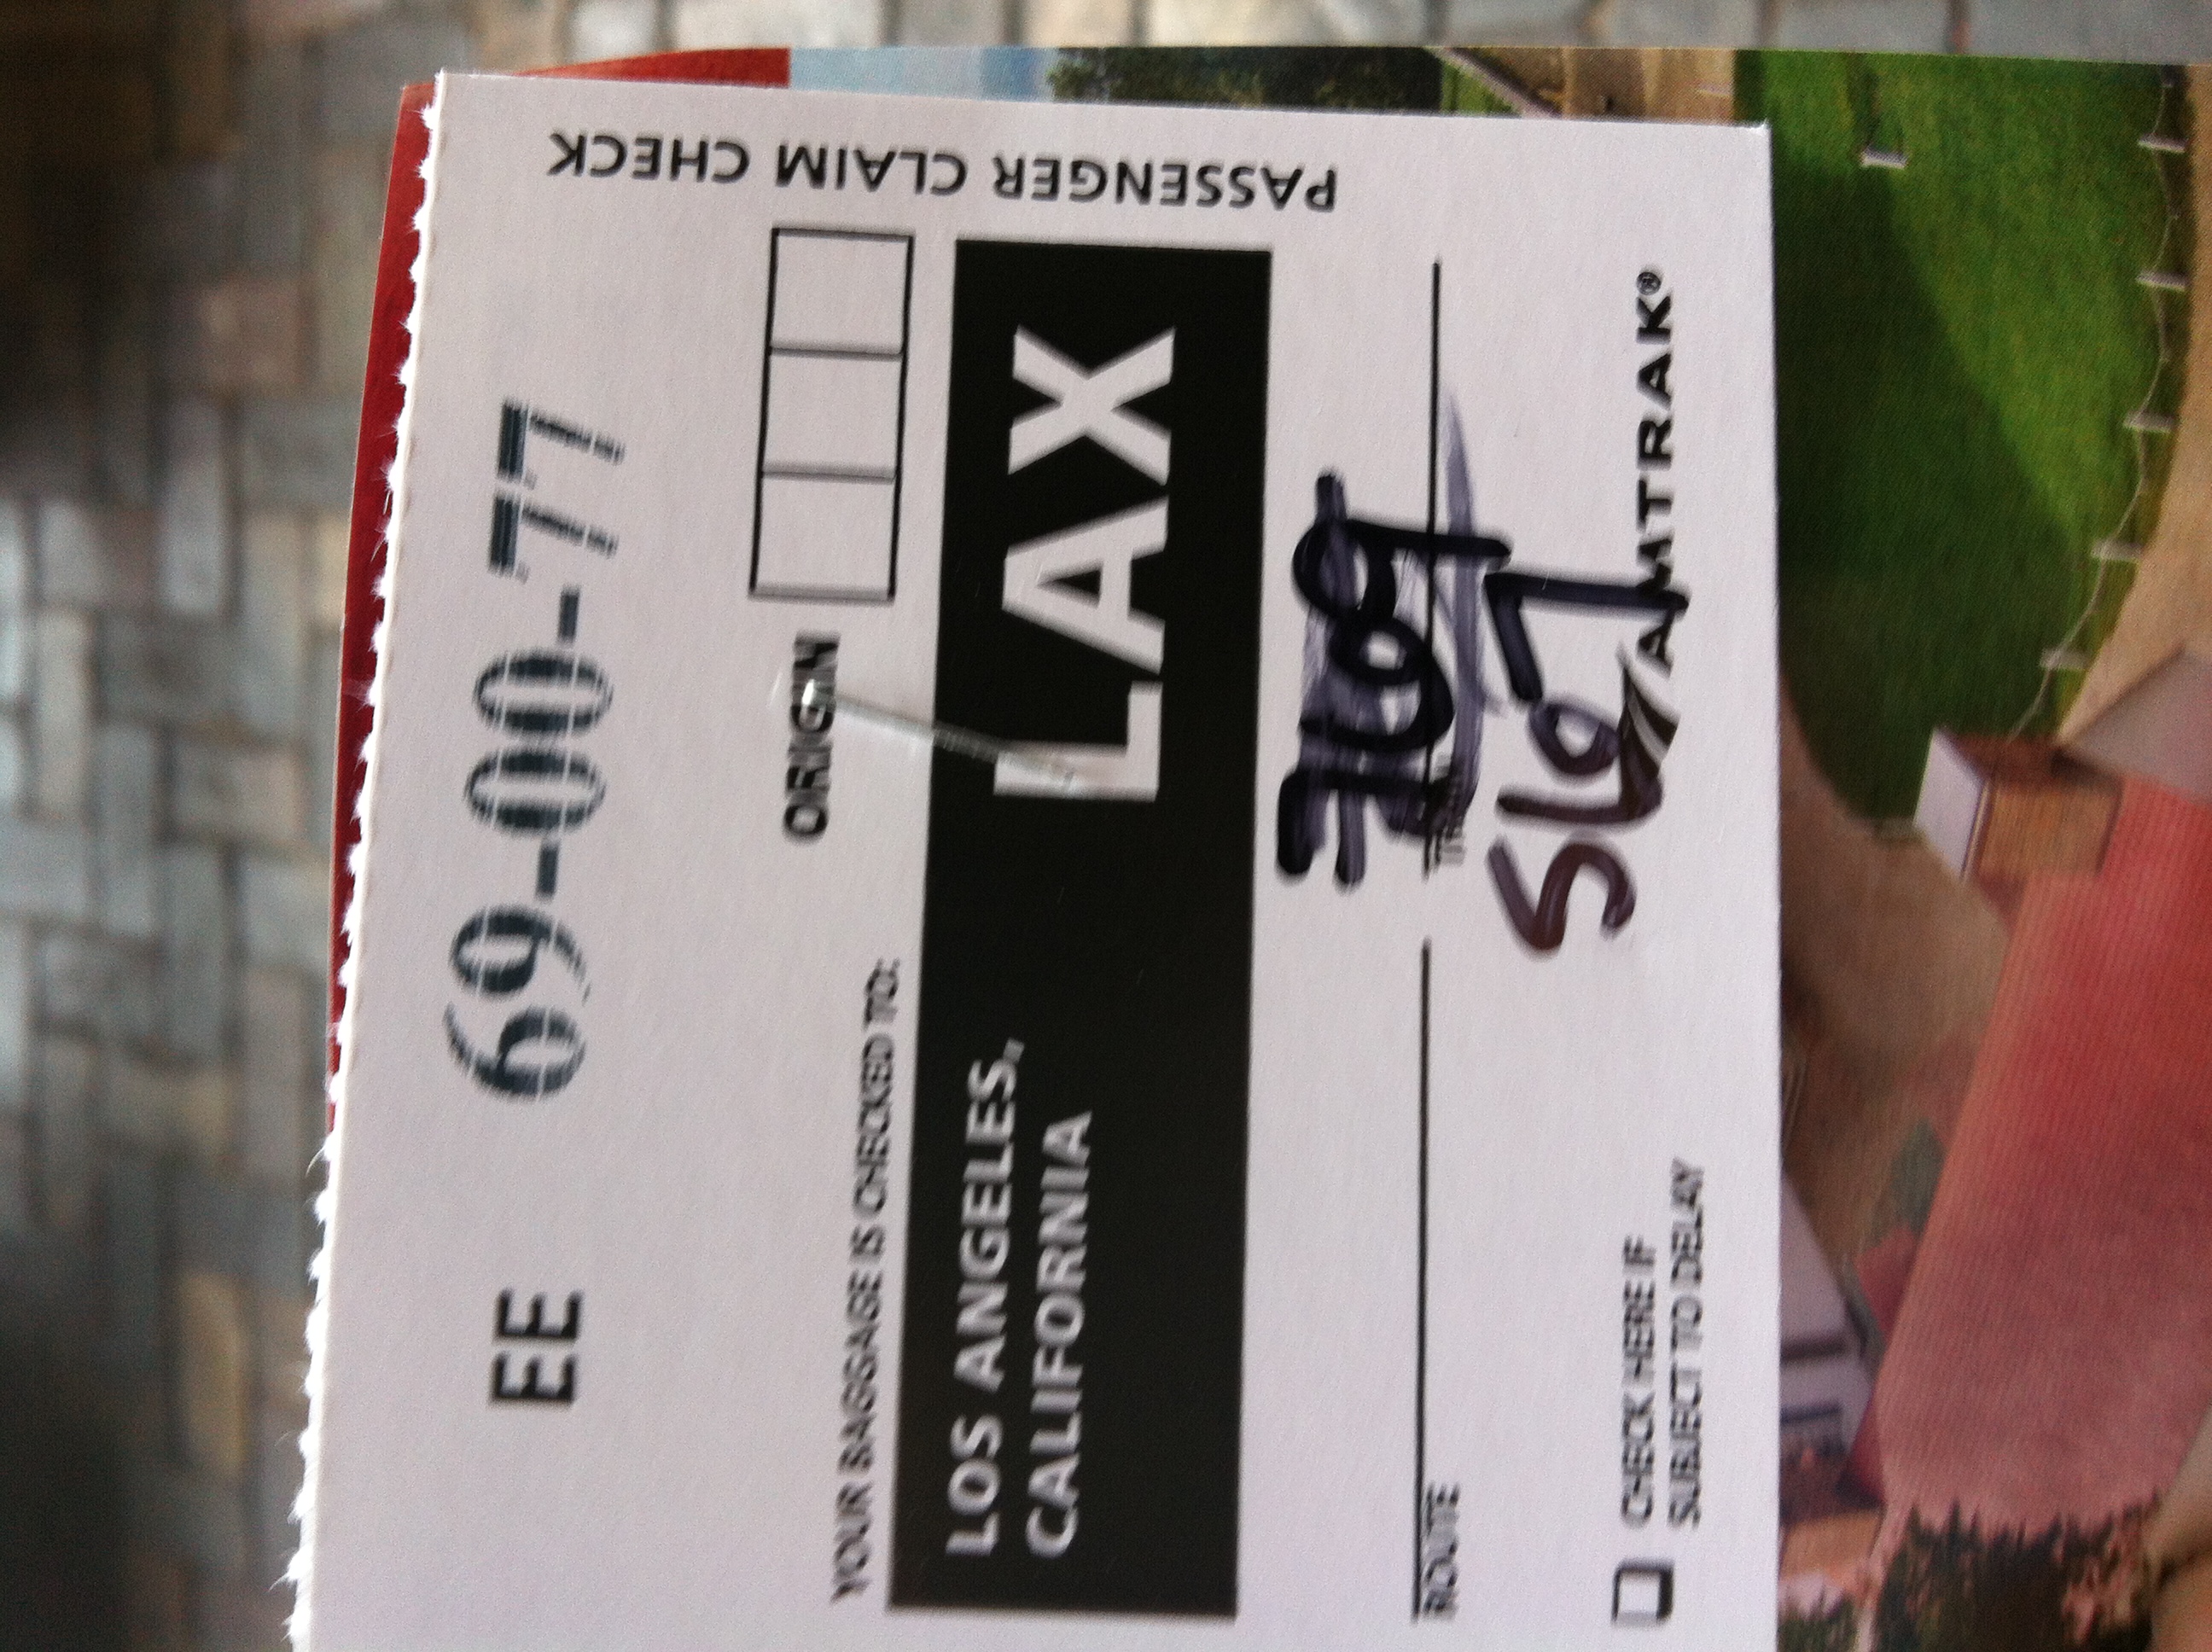 PASSENGER CLAIM CHECK
EE 69-00-77
ORIGIN
YOUR BAGGAGE IS CHECKED TO:
LOS ANGELES,
CALIFORNIA
LAX
ROUTE
CHECK HERE IF
SUBJECT TO DELAY
AMTRAK®